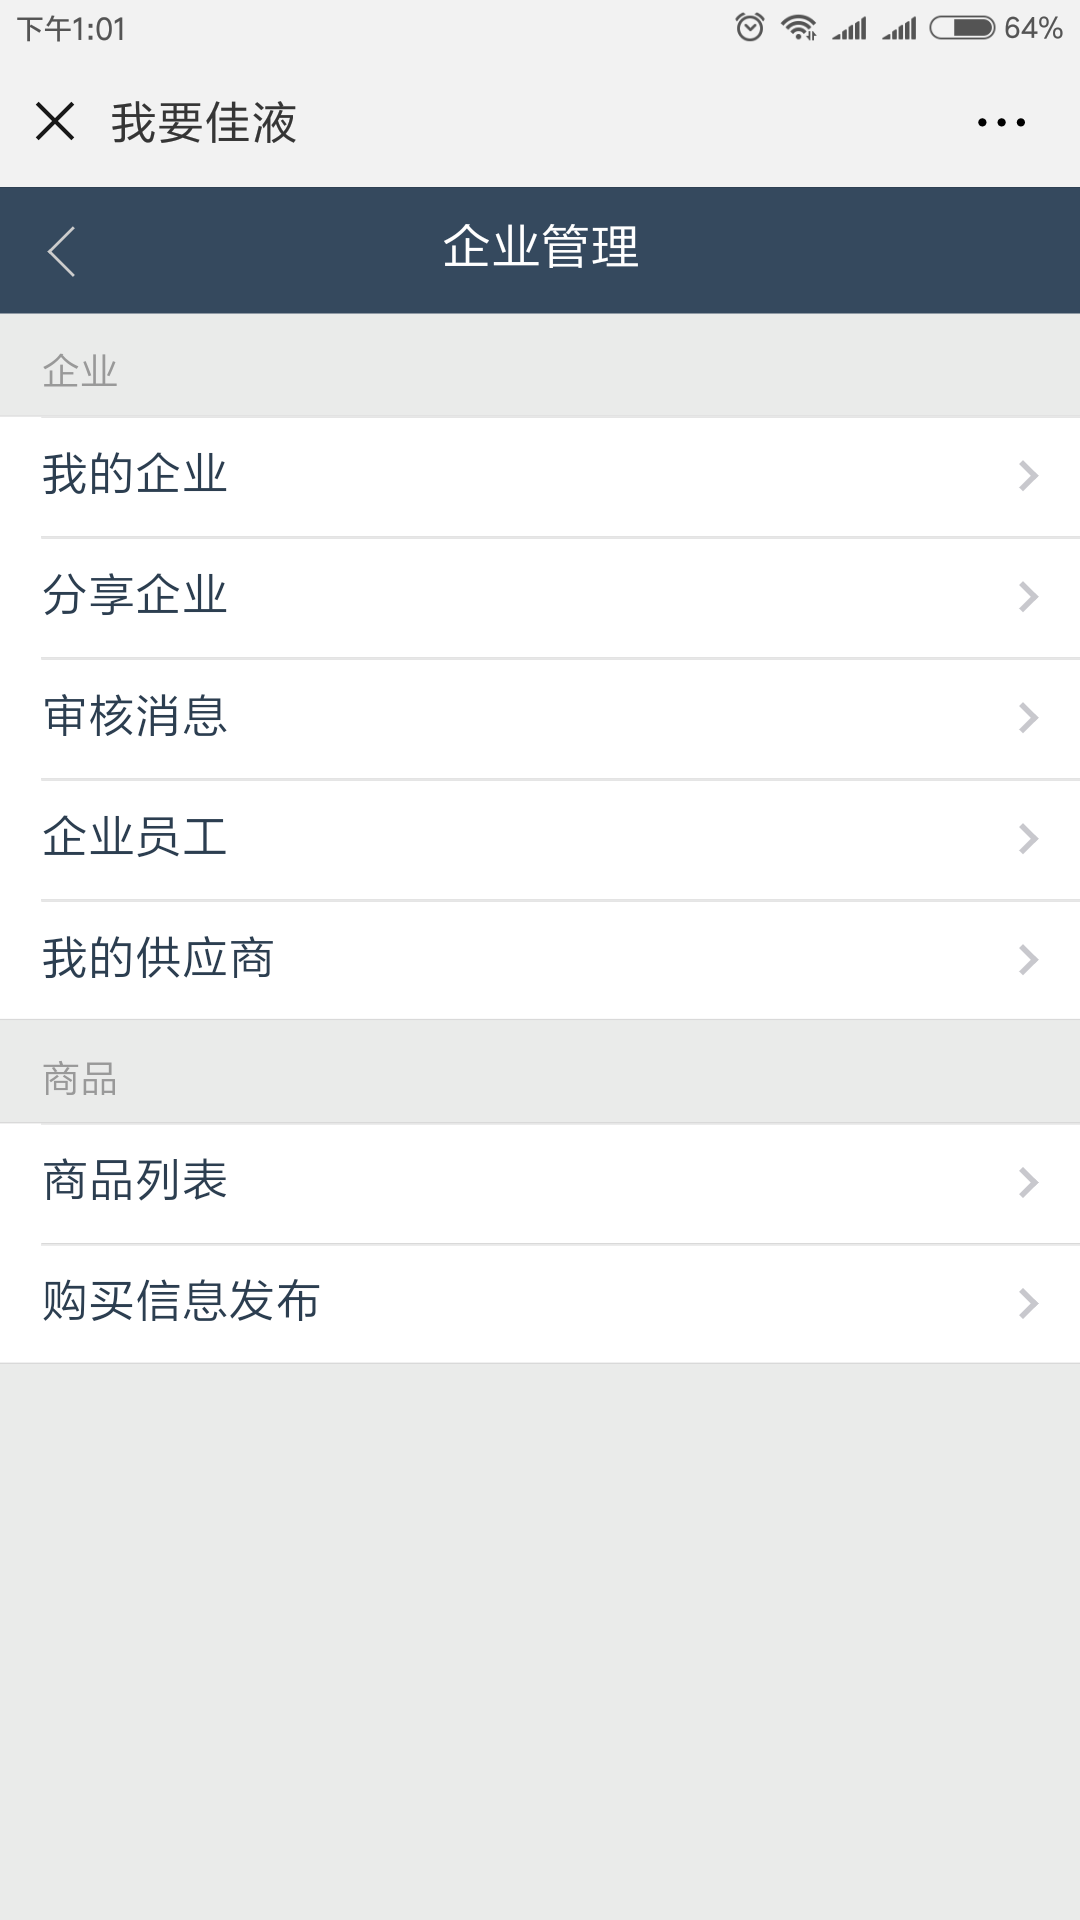 下午1:01 64%
我要佳液
企业管理
企业
我的企业
分享企业
审核消息
企业员工
我的供应商
商品
商品列表
购买信息发布